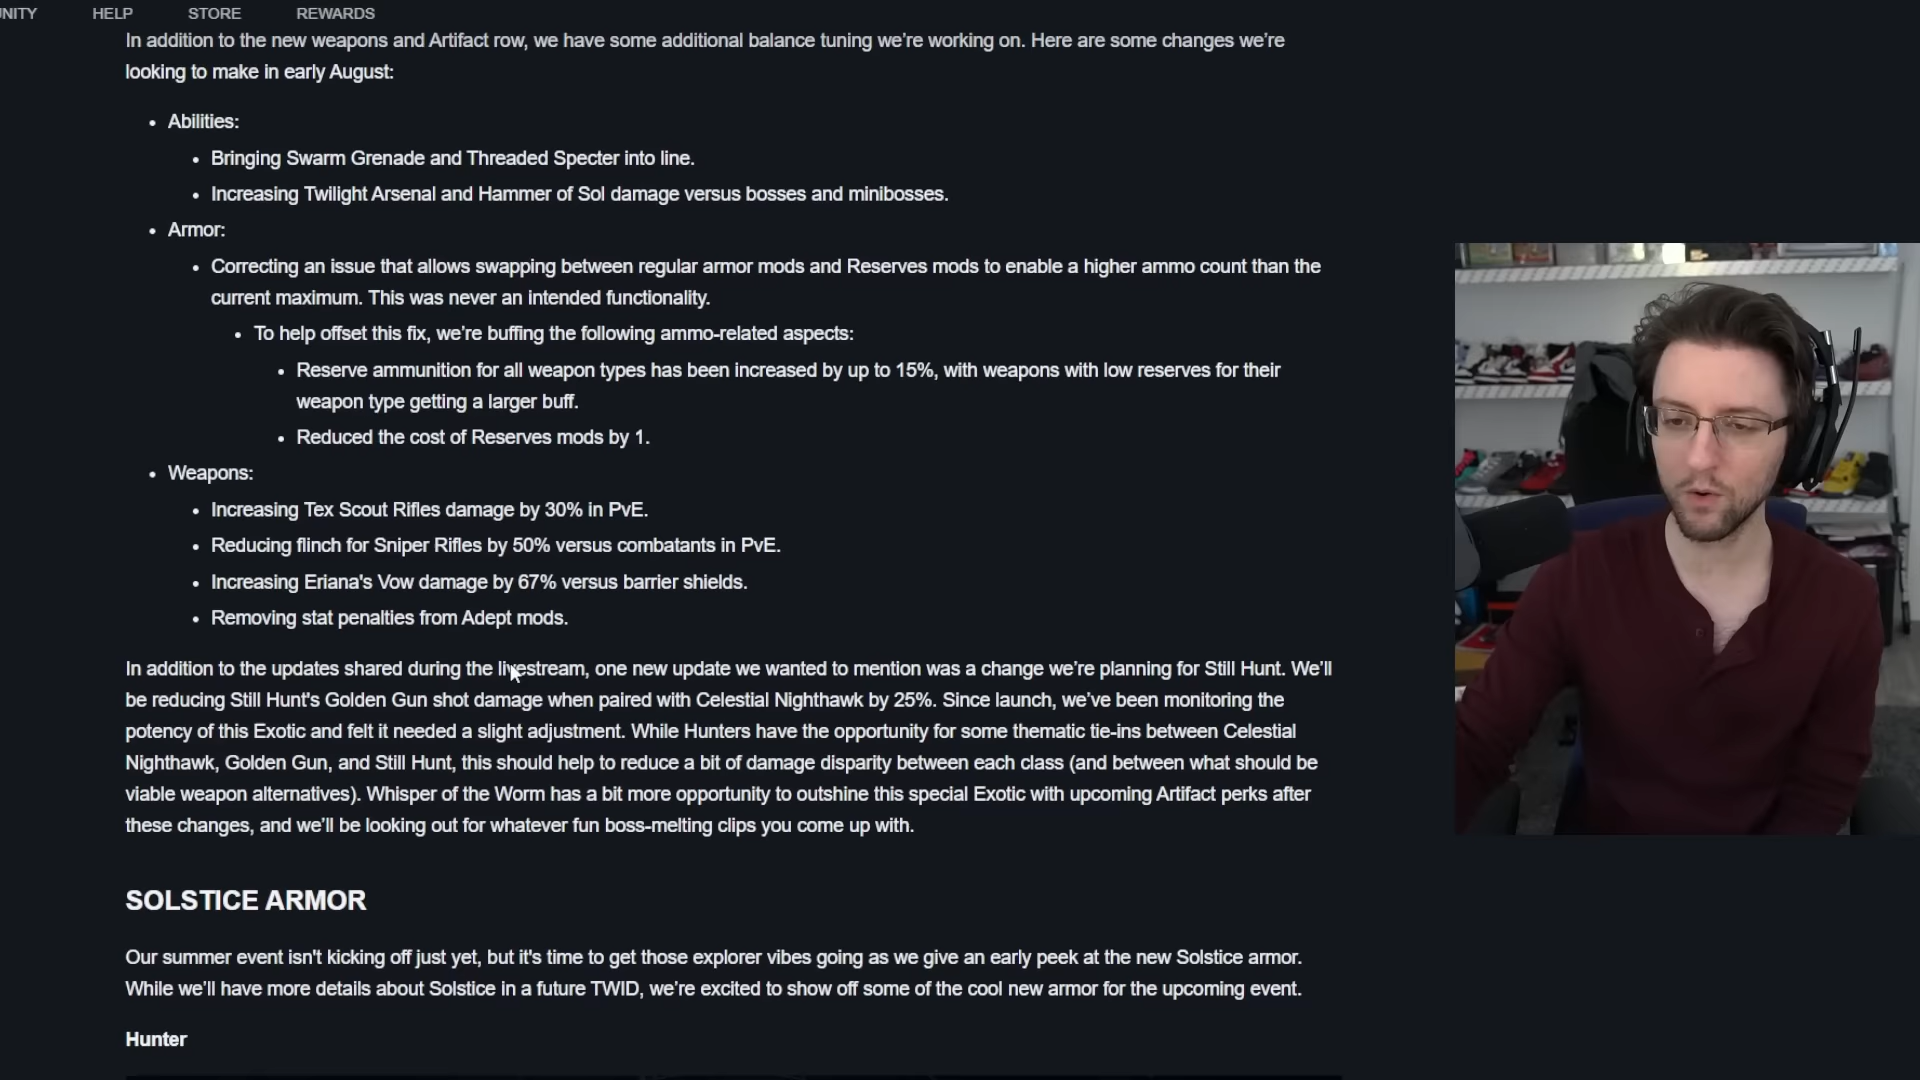 HELP STORE REWARDS
In addition to the new weapons and Artifact row, we have some additional balance tuning we're working on. Here are some changes we're
looking to make in early August:
• Abilities:
• Bringing Swarm Grenade and Threaded Specter into line.
• Increasing Twilight Arsenal and Hammer of Sol damage versus bosses and minibosses.
• Armor:
• Correcting an issue that allows swapping between regular armor mods and Reserves mods to enable a higher ammo count than the
current maximum. This was never an intended functionality.
• To help offset this fix, we're buffing the following ammo-related aspects:
• Reserve ammunition for all weapon types has been increased by up to 15%, with weapons with low reserves for their
weapon type getting a larger buff.
• Reduced the cost of Reserves mods by 1.
• Weapons:
• Increasing Tex Scout Rifles damage by 30% in PvE.
• Reducing flinch for Sniper Rifles by 50% versus combatants in PvE.
• Increasing Eriana's Vow damage by 67% versus barrier shields.
• Removing stat penalties from Adept mods.
In addition to the updates shared during the livestream, one new update we wanted to mention was a change we're planning for Still Hunt. We'll
be reducing Still Hunt's Golden Gun shot damage when paired with Celestial Nighthawk by 25%. Since launch, we've been monitoring the
potency of this Exotic and felt it needed a slight adjustment. While Hunters have the opportunity for some thematic tie-ins between Celestial
Nighthawk, Golden Gun, and Still Hunt, this should help to reduce a bit of damage disparity between each class (and between what should be
viable weapon alternatives). Whisper of the Worm has a bit more opportunity to outshine this special Exotic with upcoming Artifact perks after
these changes, and we'll be looking out for whatever fun boss-melting clips you come up with.
SOLSTICE ARMOR
Our summer event isn't kicking off just yet, but it's time to get those explorer vibes going as we give an early peek at the new Solstice armor.
While we'll have more details about Solstice in a future TWID, we're excited to show off some of the cool new armor for the upcoming event.
Hunter